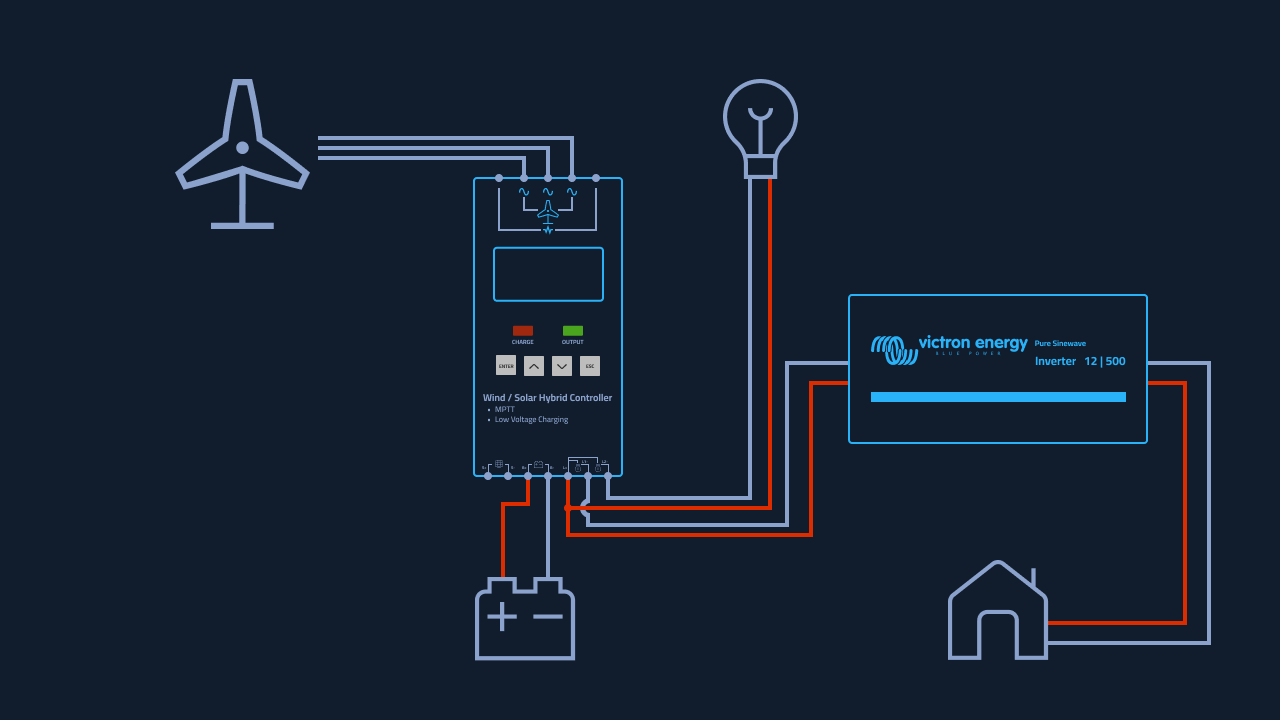 CHARGE
OUTPUT
ENTER
ESC
Wind / Solar Hybrid Controller
• MPTT
• Low Voltage Charging
victron energy
BLUE POWER
Pure Sinewave
Inverter 12 | 500